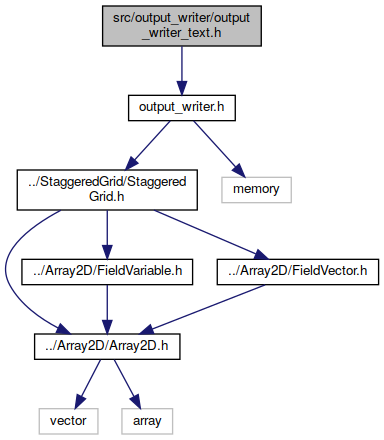 src/output_writer/output
_writer_text.h
output_writer.h
../StaggeredGrid/Staggered
Grid.h
memory
../Array2D/FieldVariable.h
../Array2D/FieldVector.h
../Array2D/Array2D.h
vector
array